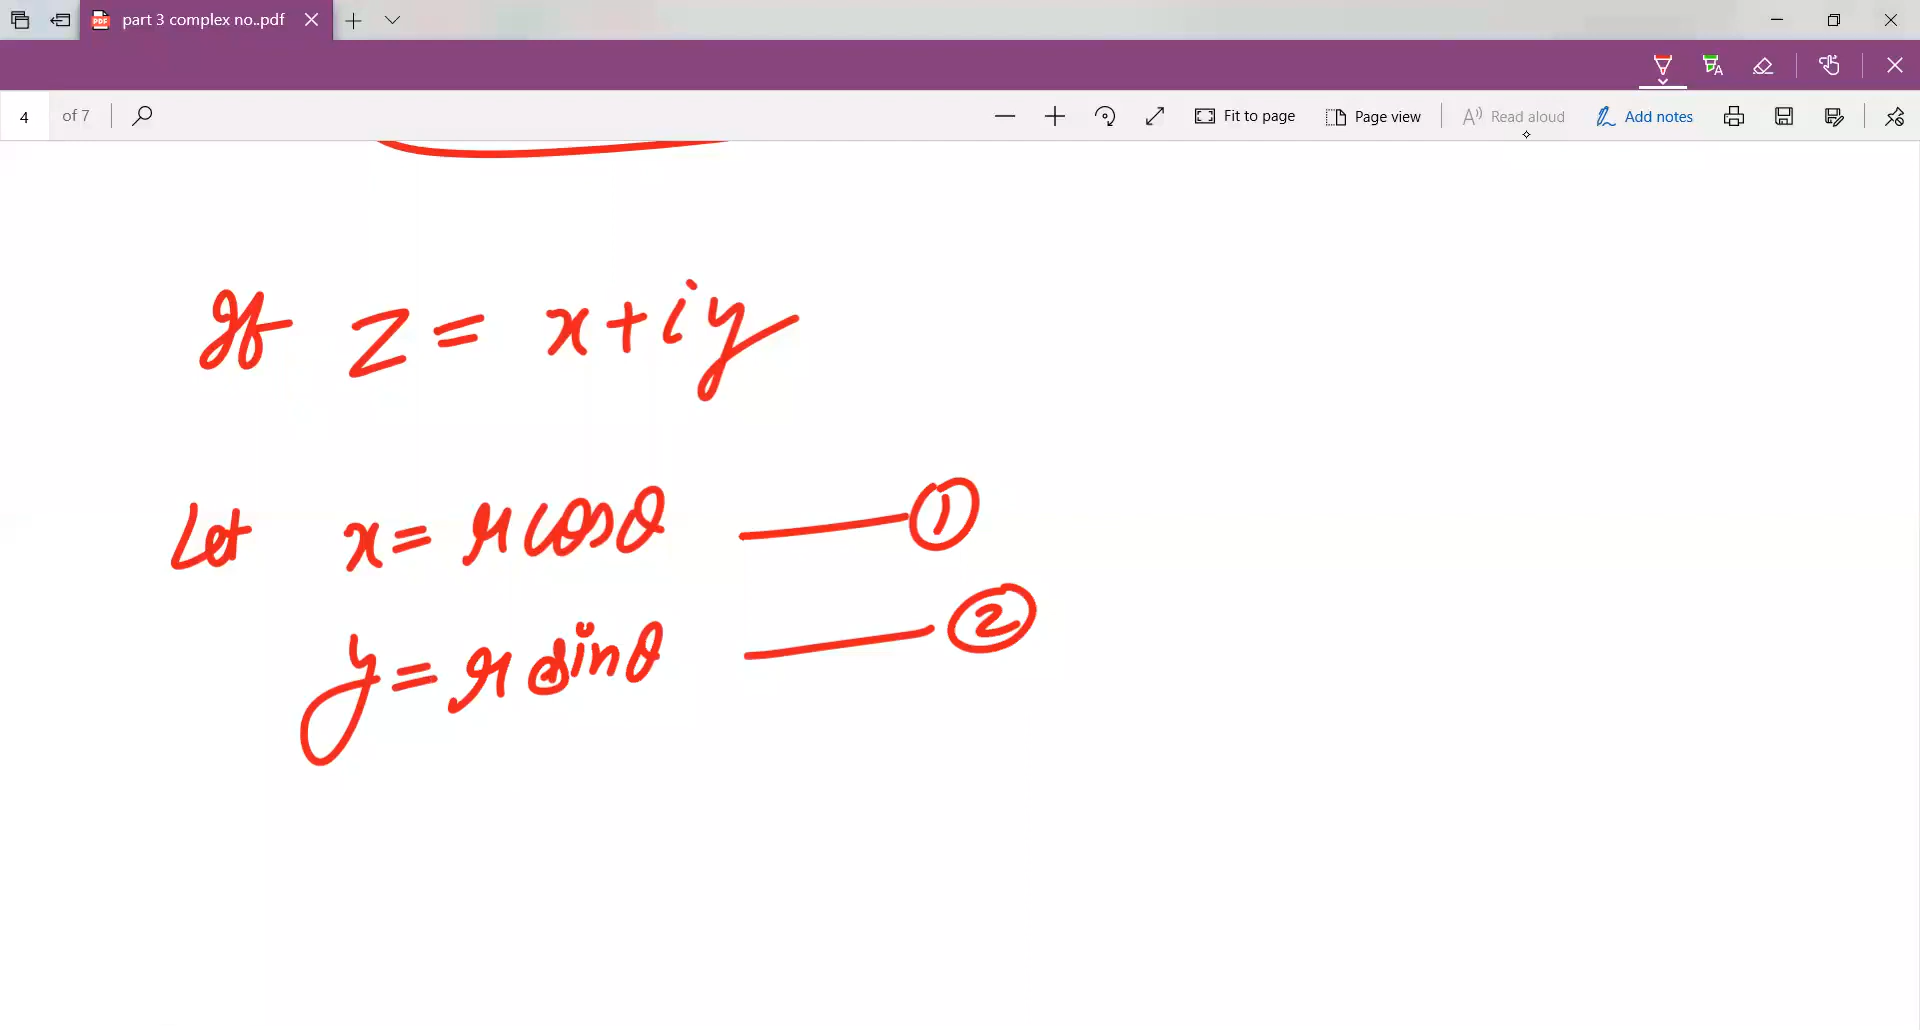 part 3 complex no..pdf
4 of 7
Fit to page
Page view
Read aloud
Add notes
If z = x+iy
Let x = r cosθ ——— ①
y = r sinθ ——— ②